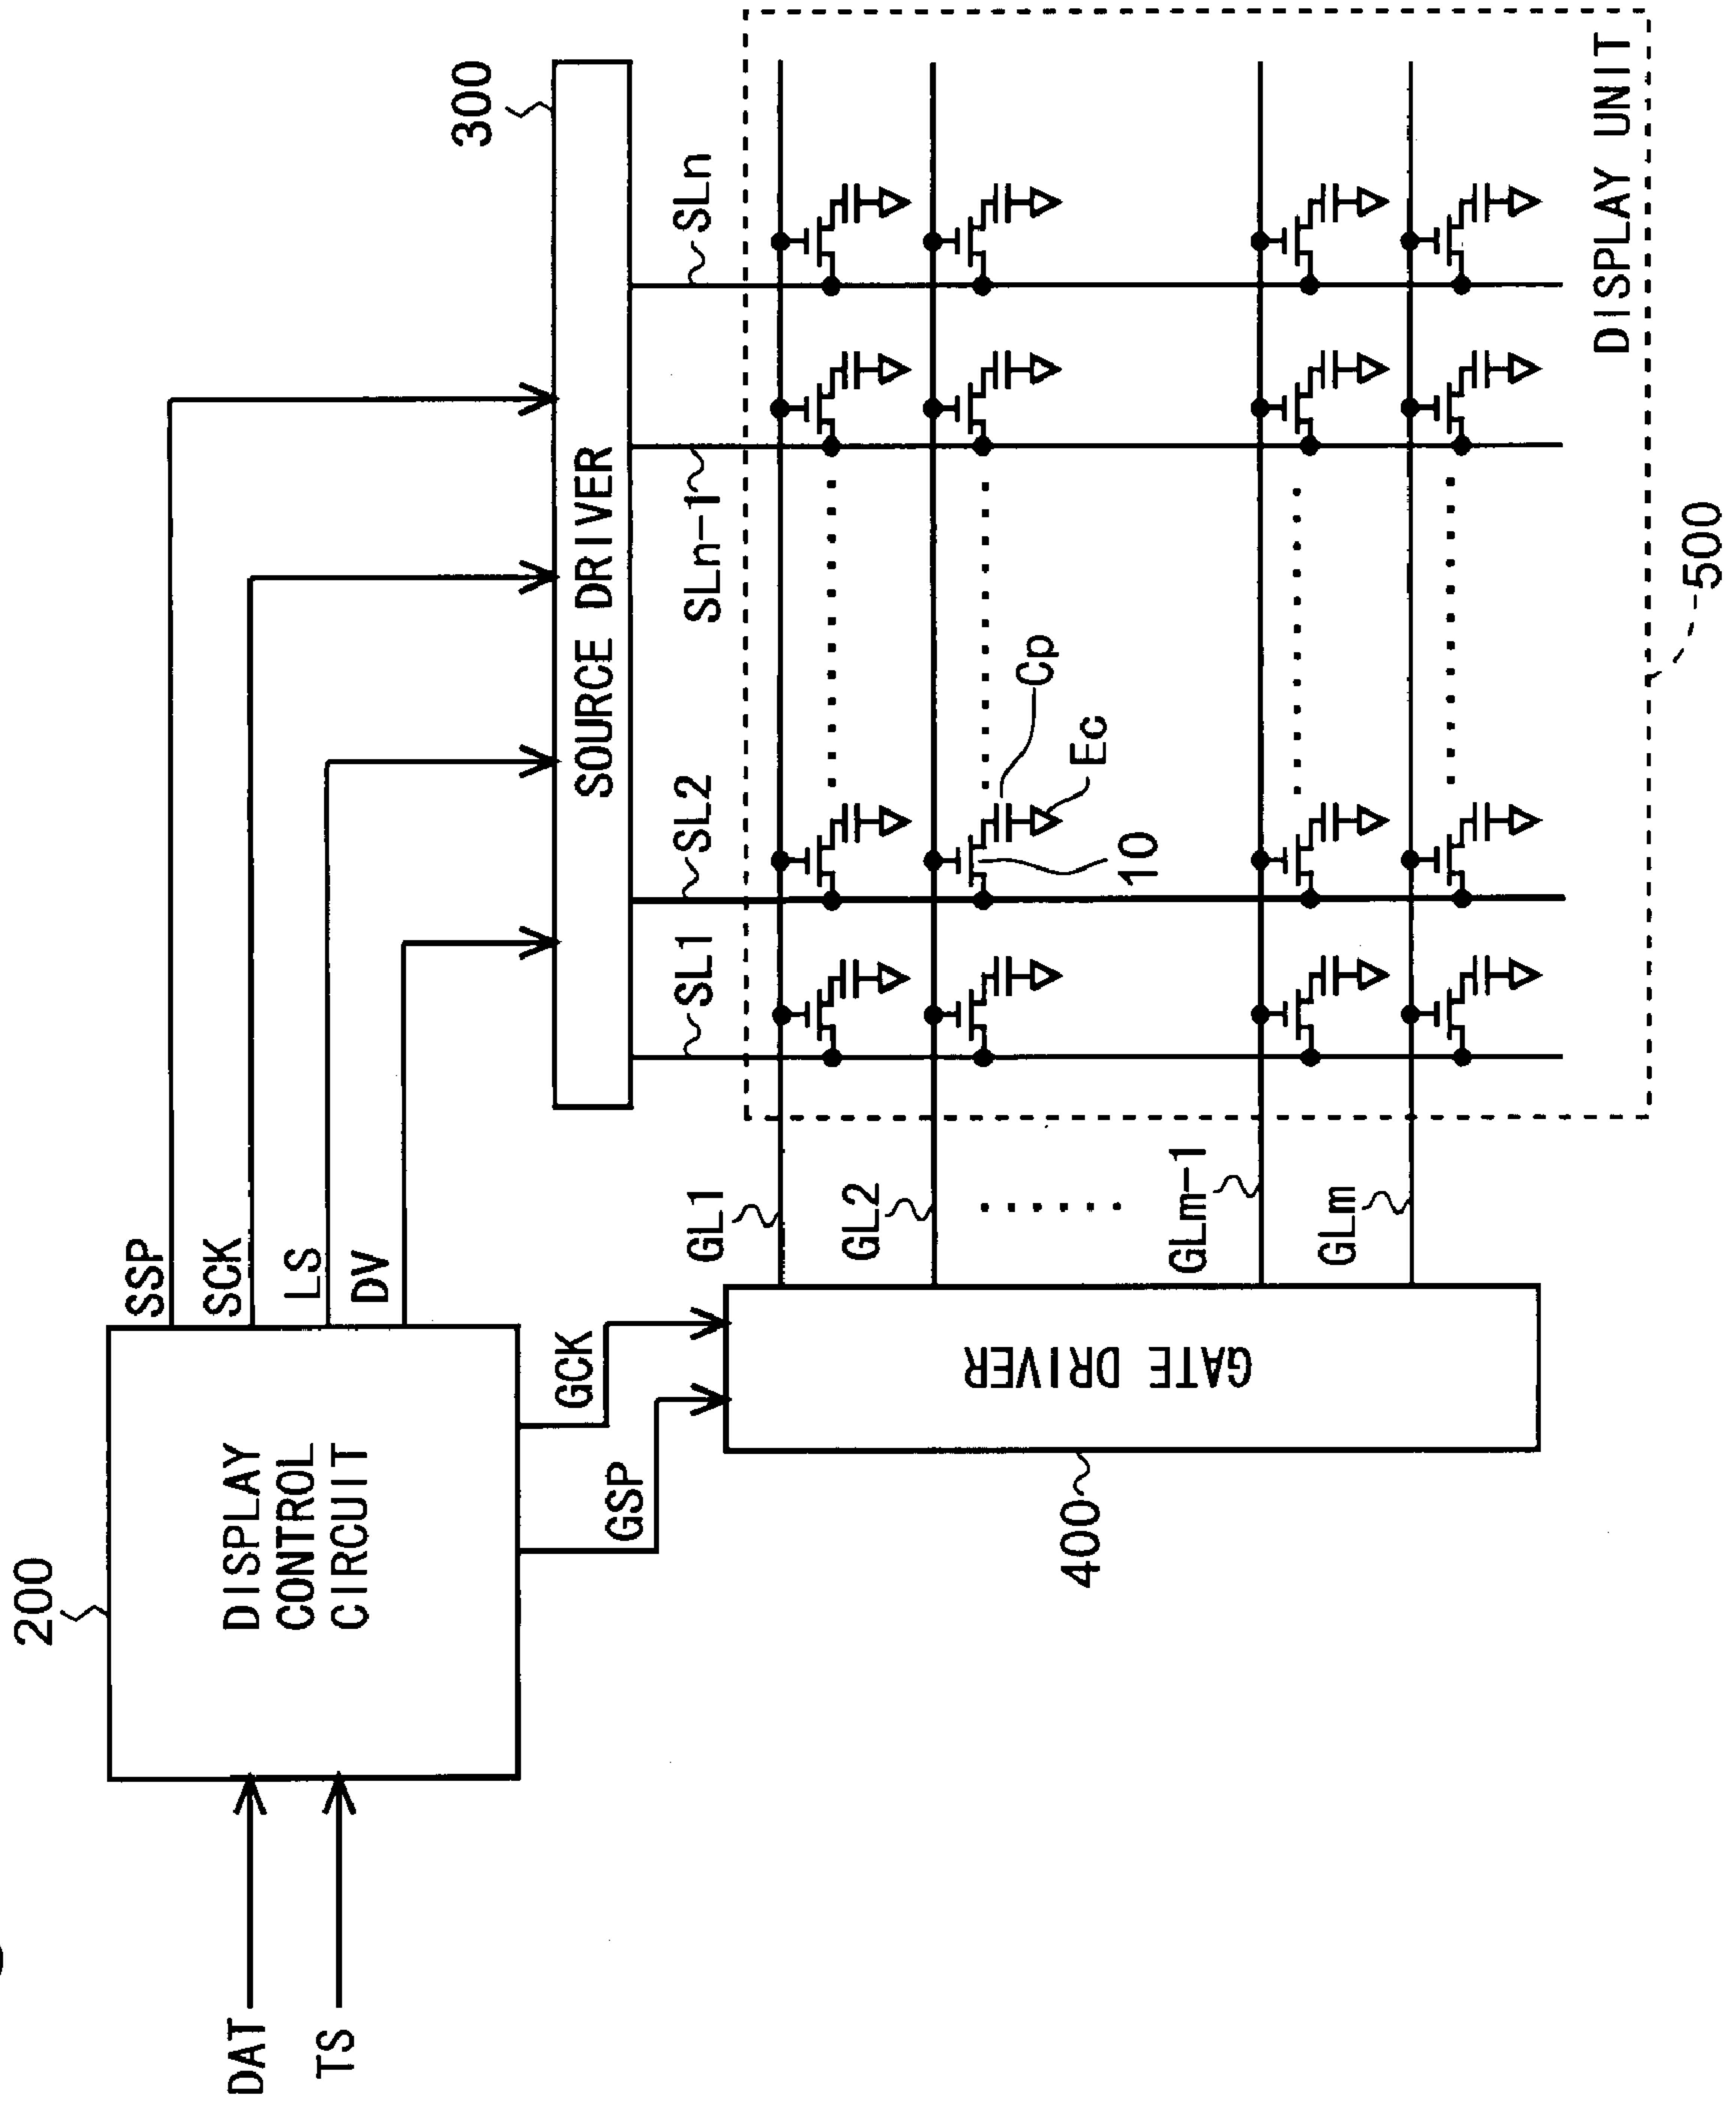 200
DAT
TS
DISPLAY
CONTROL
CIRCUIT
SSP
SCK
LS
DV
GCK
GSP
300
SOURCE DRIVER
SL1
SL2
SLn-1
SLn
400
GATE DRIVER
GL1
GL2
GLm-1
GLm
10
Cp
Ec
DISPLAY UNIT
500